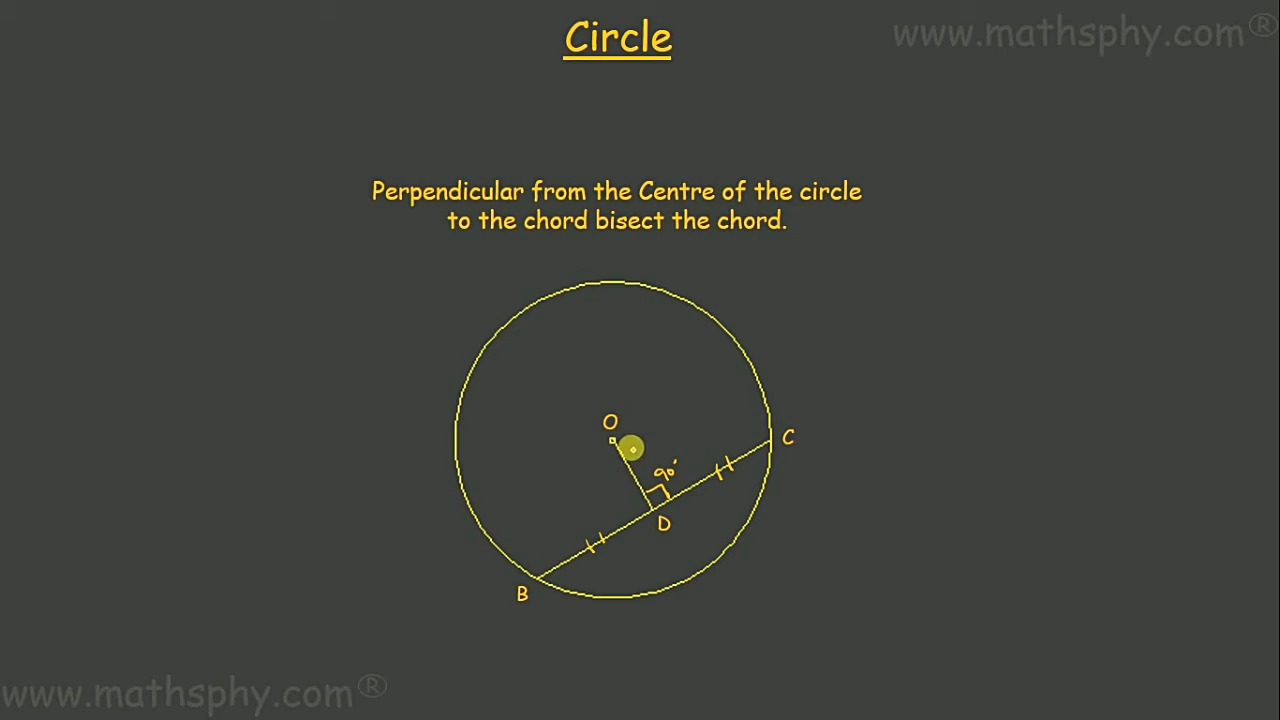 Circle
www.mathsphy.com®
Perpendicular from the Centre of the circle
to the chord bisect the chord.
O
C
90°
D
B
www.mathsphy.com®